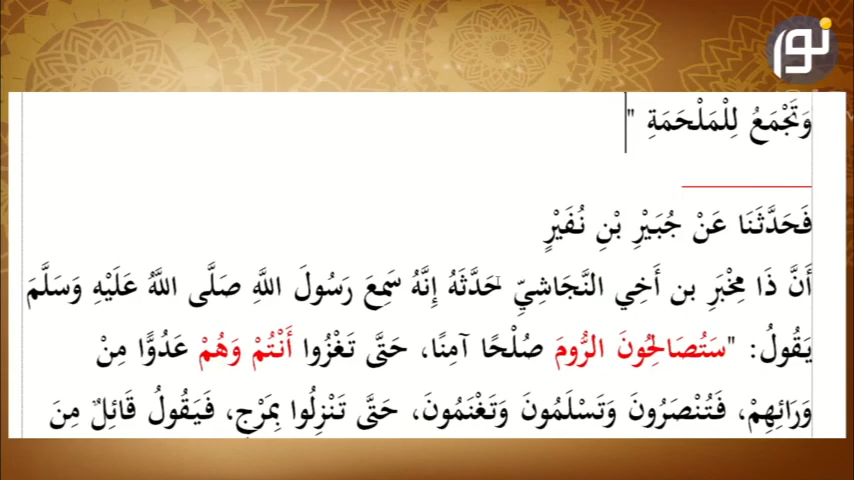 نور
وَتَجْمَعُ لِلْمَلْحَمَةِ "
فَحَدَّثَنَا عَنْ جُبَيْرِ بْنِ نُفَيْرٍ
أَنَّ ذَا مِخْبَرِ بن أَخِي النَّجَاشِيِّ حَدَّثَهُ إِنَّهُ سَمِعَ رَسُولَ اللَّهِ صَلَّى اللَّهُ عَلَيْهِ وَسَلَّمَ
يَقُولُ: "سَتُصَالِحُونَ الرُّومَ صُلْحًا آمِنًا، حَتَّى تَغْزُوا أَنْتُمْ وَهُمْ عَدُوًّا مِنْ
وَرَائِهِمْ، فَتُنْصَرُونَ وَتَسْلَمُونَ وَتَغْنَمُونَ، حَتَّى تَنْزِلُوا بِمَرْجٍ، فَيَقُولُ قَائِلٌ مِنَ